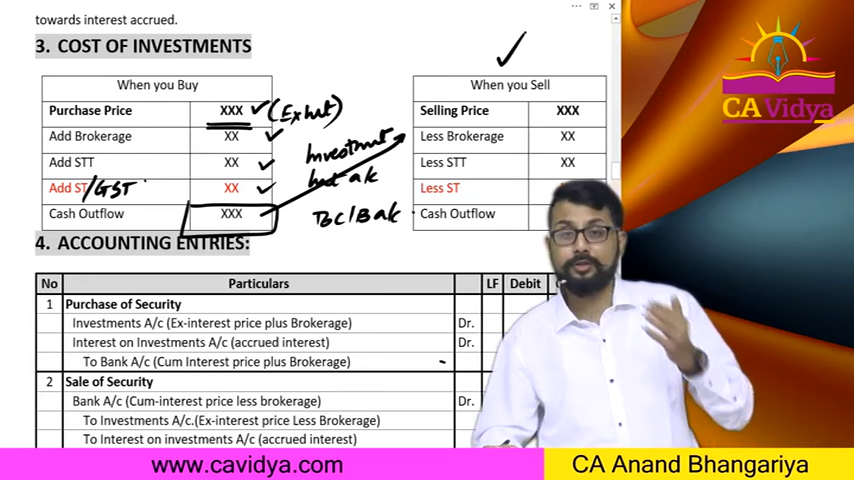 towards interest accrued.
3. COST OF INVESTMENTS
When you Buy
Purchase Price XXX (Ex Int)
Add Brokerage XX
Add STT XX
Add ST/GST XX
Cash Outflow XXX
Investment
Int a/c
To C/B a/c
When you Sell
Selling Price XXX
Less Brokerage XX
Less STT XX
Less ST
Cash Outflow
CA Vidya
4. ACCOUNTING ENTRIES:
No Particulars LF Debit
1 Purchase of Security
Investments A/c (Ex-interest price plus Brokerage) Dr.
Interest on Investments A/c (accrued interest) Dr.
To Bank A/c (Cum Interest price plus Brokerage)
2 Sale of Security
Bank A/c (Cum-interest price less brokerage) Dr.
To Investments A/c.(Ex-interest price Less Brokerage)
To Interest on investments A/c (accrued interest)
www.cavidya.com
CA Anand Bhangariya